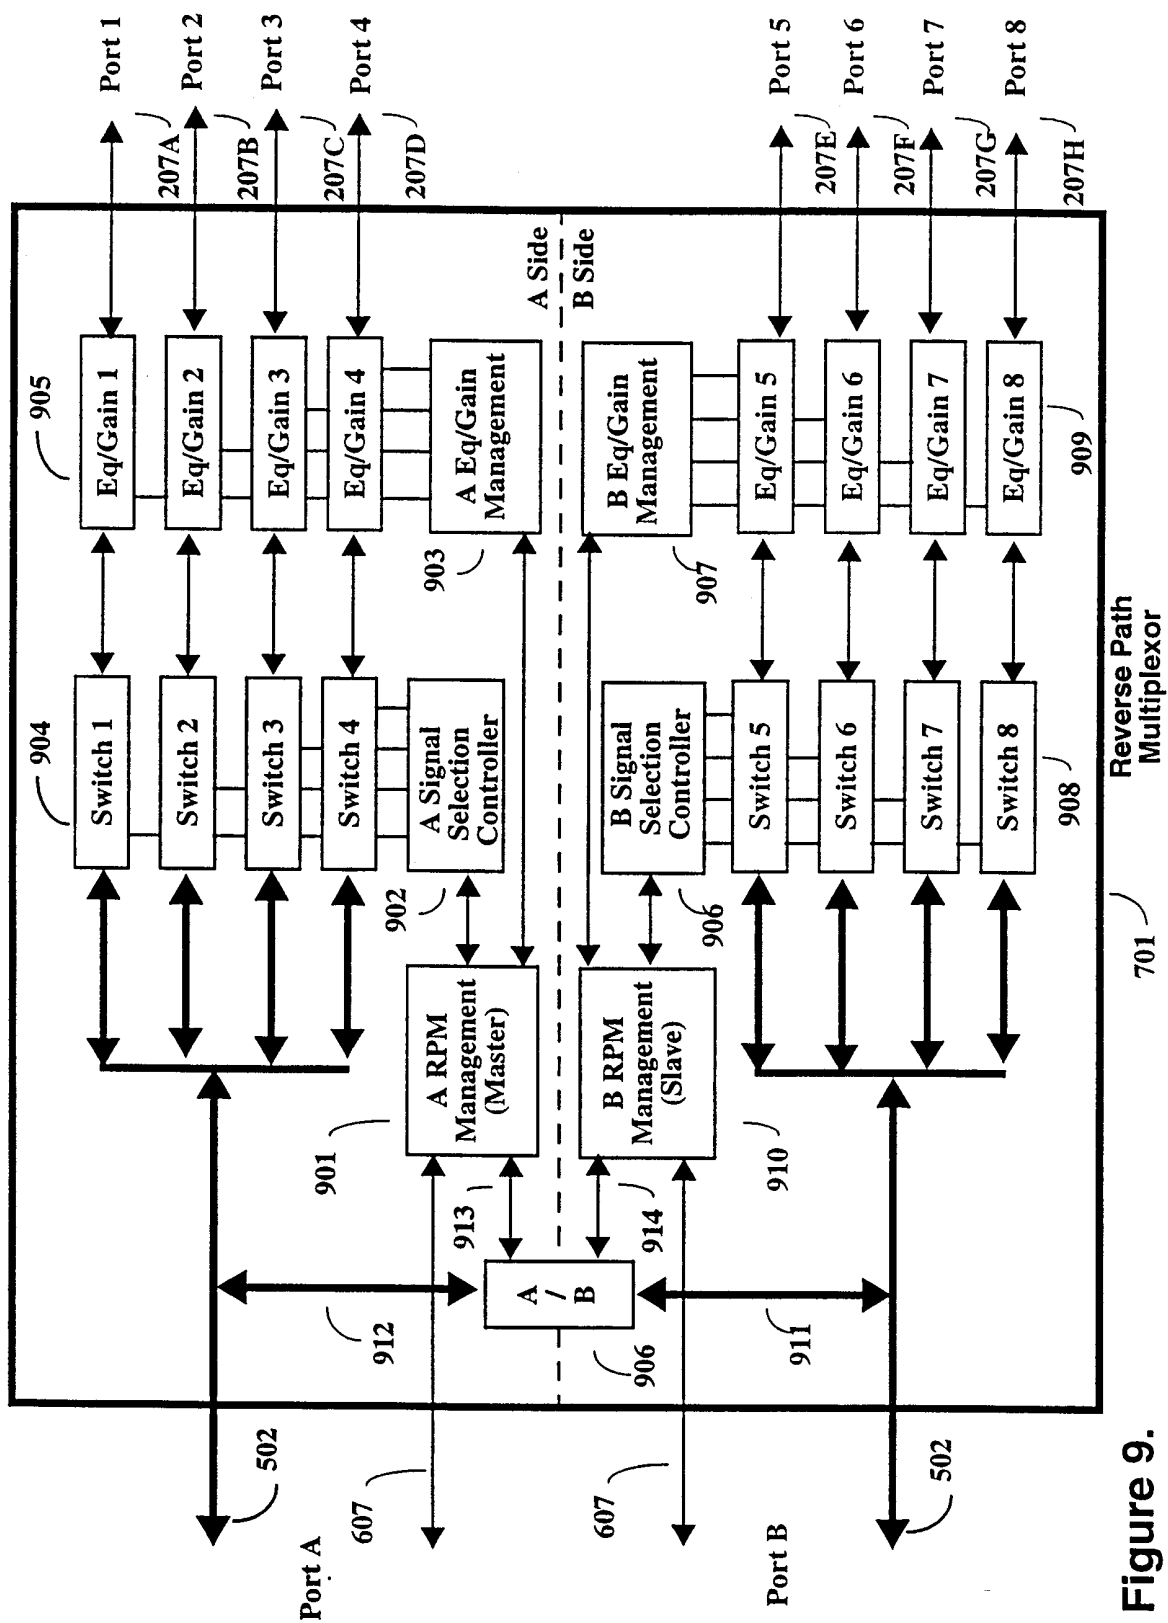 Port 1
Port 2
Port 3
Port 4
207A
207B
207C
207D
905
Eq/Gain 1
Eq/Gain 2
Eq/Gain 3
Eq/Gain 4
A Eq/Gain
Management
903
904
Switch 1
Switch 2
Switch 3
Switch 4
A Signal
Selection
Controller
902
A RPM
Management
(Master)
901
913
912
A
/
B
906
502
607
Port A
A Side
B Side
Port 5
Port 6
Port 7
Port 8
207E
207F
207G
207H
B Eq/Gain
Management
907
Eq/Gain 5
Eq/Gain 6
Eq/Gain 7
Eq/Gain 8
909
B Signal
Selection
Controller
906
Switch 5
Switch 6
Switch 7
Switch 8
908
B RPM
Management
(Slave)
910
914
911
607
502
Port B
Reverse Path
Multiplexor
701
Figure 9.